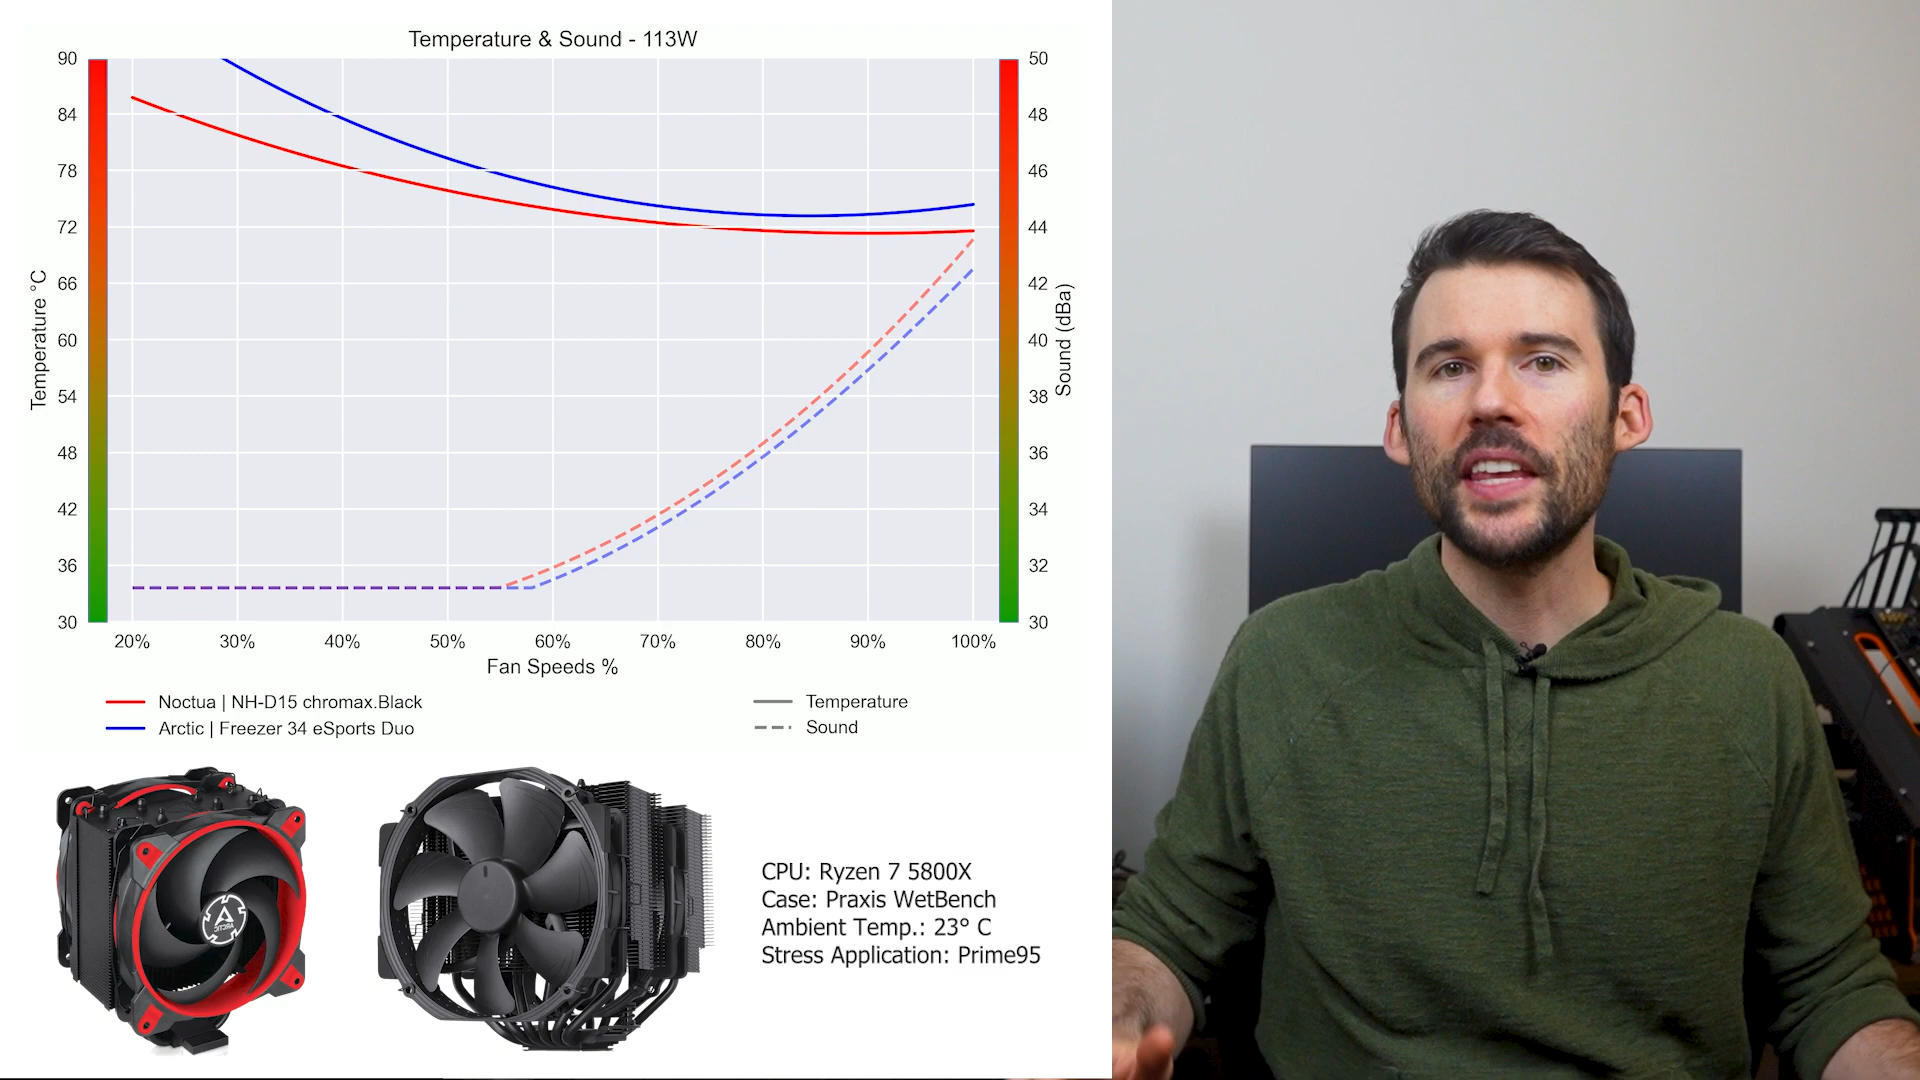 Temperature & Sound - 113W
90
84
78
72
66
60
54
48
42
36
30
Temperature °C
50
48
46
44
42
40
38
36
34
32
30
Sound (dBa)
20% 30% 40% 50% 60% 70% 80% 90% 100%
Fan Speeds %
Noctua | NH-D15 chromax.Black
Arctic | Freezer 34 eSports Duo
Temperature
Sound
ARCTIC
CPU: Ryzen 7 5800X
Case: Praxis WetBench
Ambient Temp.: 23° C
Stress Application: Prime95